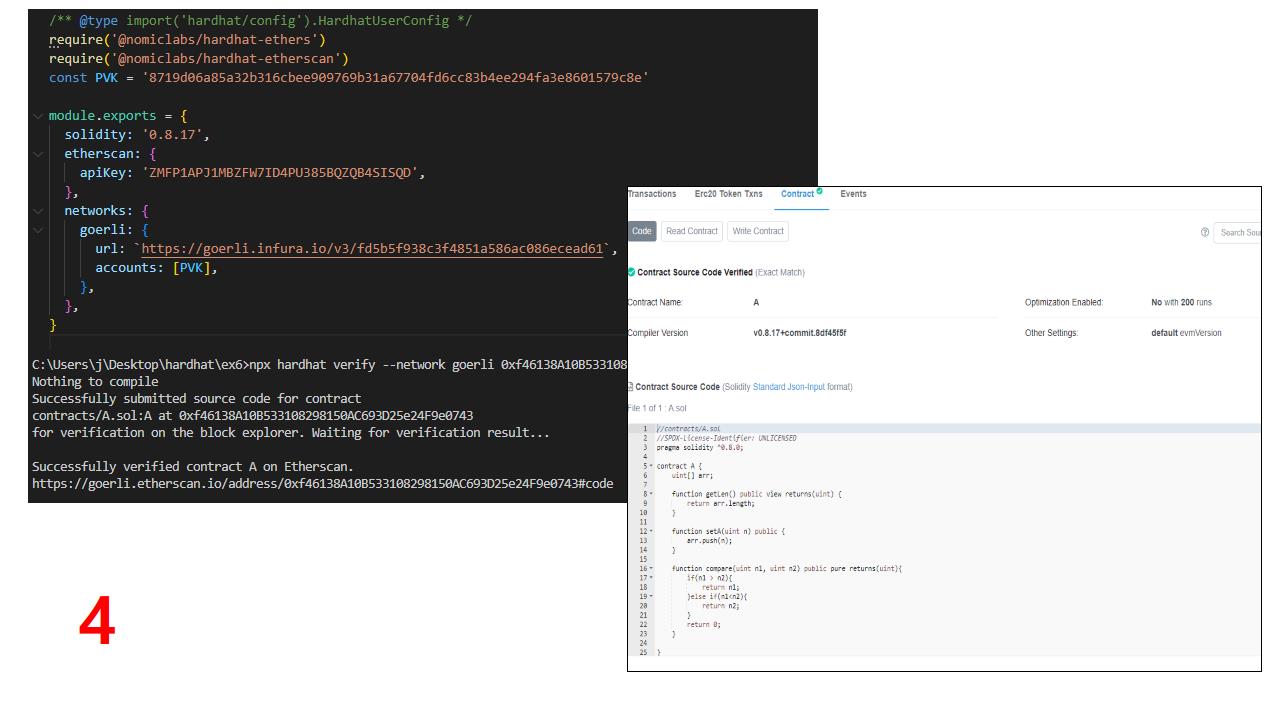 /** @type import('hardhat/config').HardhatUserConfig */
require('@nomiclabs/hardhat-ethers')
require('@nomiclabs/hardhat-etherscan')
const PVK = '8719d06a85a32b316cbee909769b31a67704fd6cc83b4ee294fa3e8601579c8e'
module.exports = {
solidity: '0.8.17',
etherscan: {
apiKey: 'ZMFP1APJ1MBZFW7ID4PU385BQZQB4SISQD',
},
networks: {
goerli: {
url: `https://goerli.infura.io/v3/fd5b5f938c3f4851a586ac086ecead61`,
accounts: [PVK],
},
},
}
C:\Users\j\Desktop\hardhat\ex6>npx hardhat verify --network goerli 0xf46138A10B533108
Nothing to compile
Successfully submitted source code for contract
contracts/A.sol:A at 0xf46138A10B533108298150AC693D25e24F9e0743
for verification on the block explorer. Waiting for verification result...
Successfully verified contract A on Etherscan.
https://goerli.etherscan.io/address/0xf46138A10B533108298150AC693D25e24F9e0743#code
Transactions Erc20 Token Txns Contract Events
Code Read Contract Write Contract Search Sou
Contract Source Code Verified (Exact Match)
Contract Name: A Optimization Enabled: No with 200 runs
Compiler Version v0.8.17+commit.8df45f5f Other Settings: default evmVersion
Contract Source Code (Solidity Standard Json-Input format)
File 1 of 1 : A.sol
1 //contracts/A.sol
2 //SPDX-License-Identifier: UNLICENSED
3 pragma solidity ^0.8.0;
4
5 contract A {
6 uint[] arr;
7
8 function getLen() public view returns(uint) {
9 return arr.length;
10 }
11
12 function setA(uint n) public {
13 arr.push(n);
14 }
15
16 function compare(uint n1, uint n2) public pure returns(uint){
17 if(n1 > n2){
18 return n1;
19 }else if(n1<n2){
20 return n2;
21 }
22 return 0;
23 }
24
25 }
4